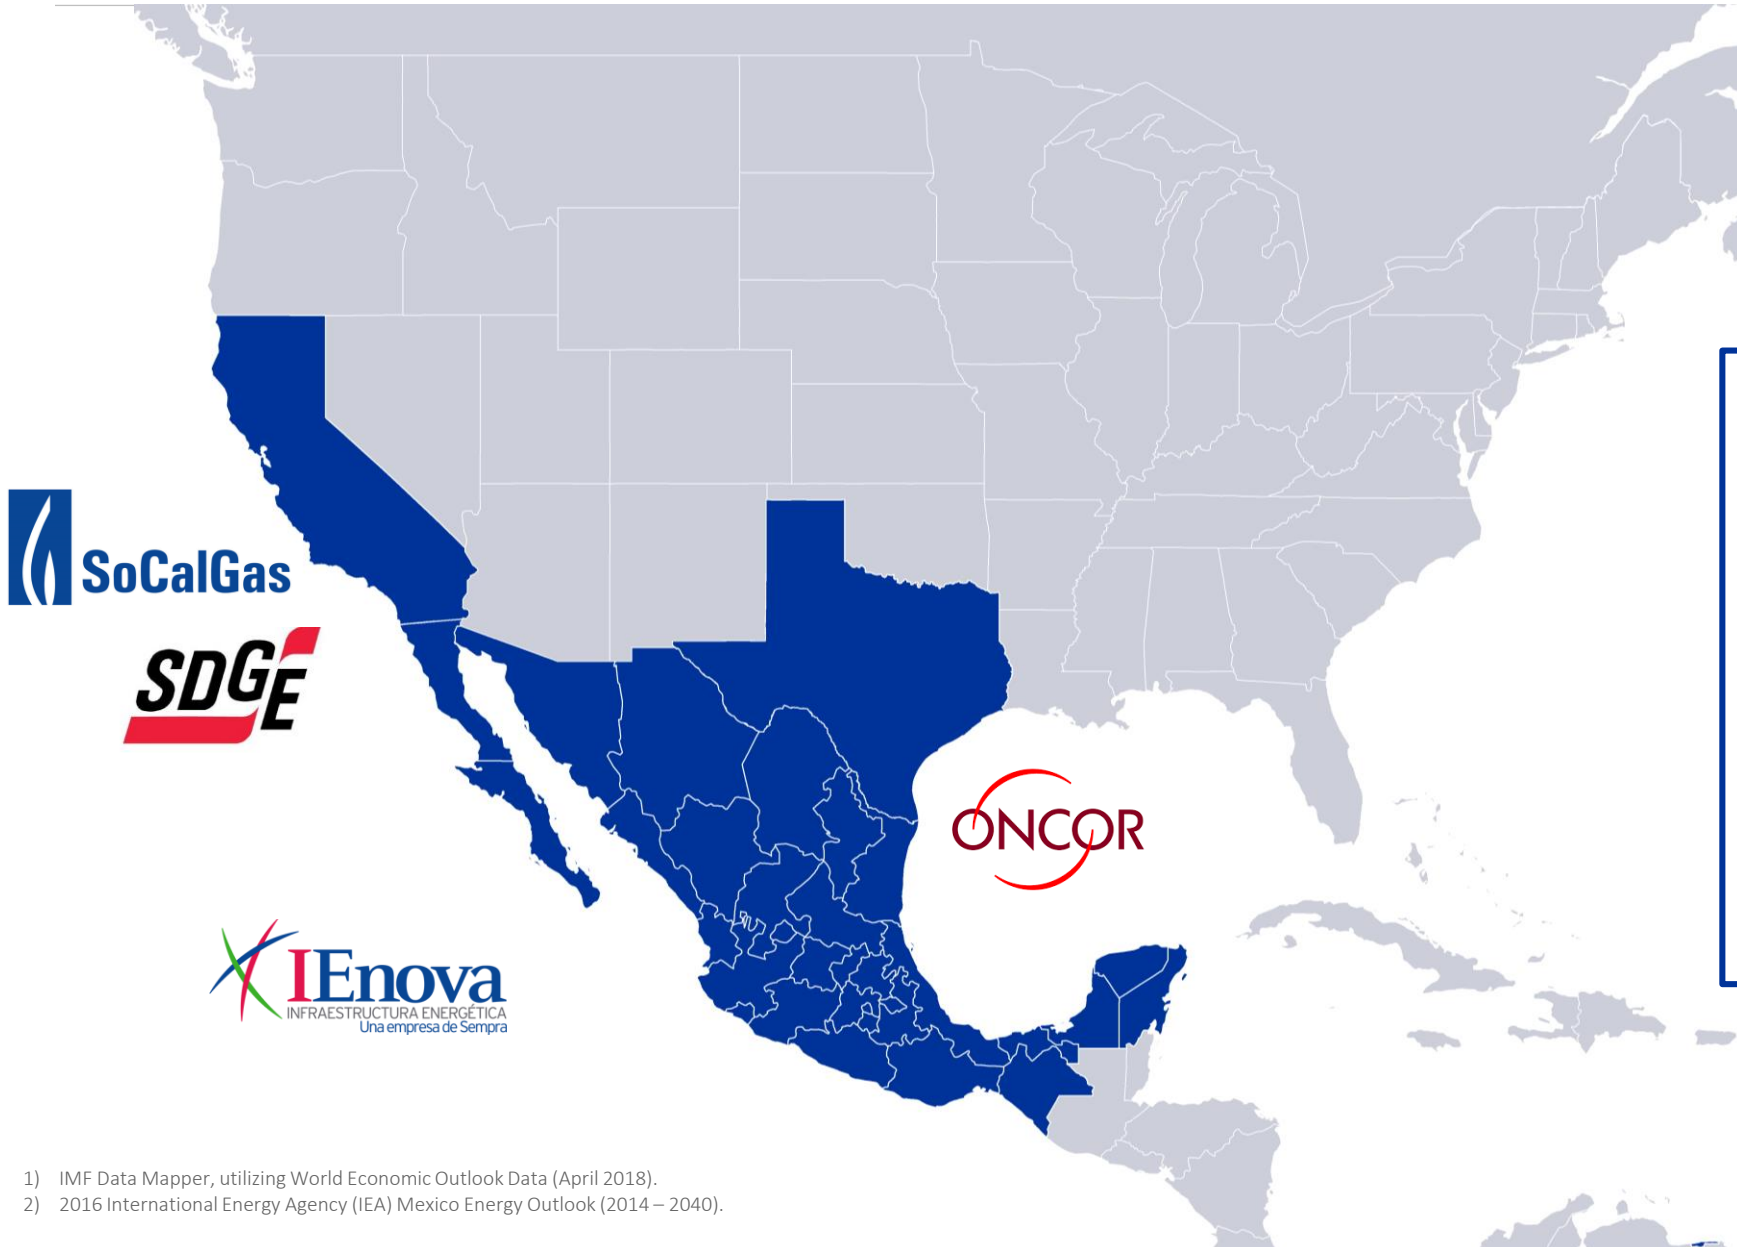 SoCalGas
SDGE
ONCOR
IEnova
INFRAESTRUCTURA ENERGÉTICA
Una empresa de Sempra
1) IMF Data Mapper, utilizing World Economic Outlook Data (April 2018).
2) 2016 International Energy Agency (IEA) Mexico Energy Outlook (2014 – 2040).